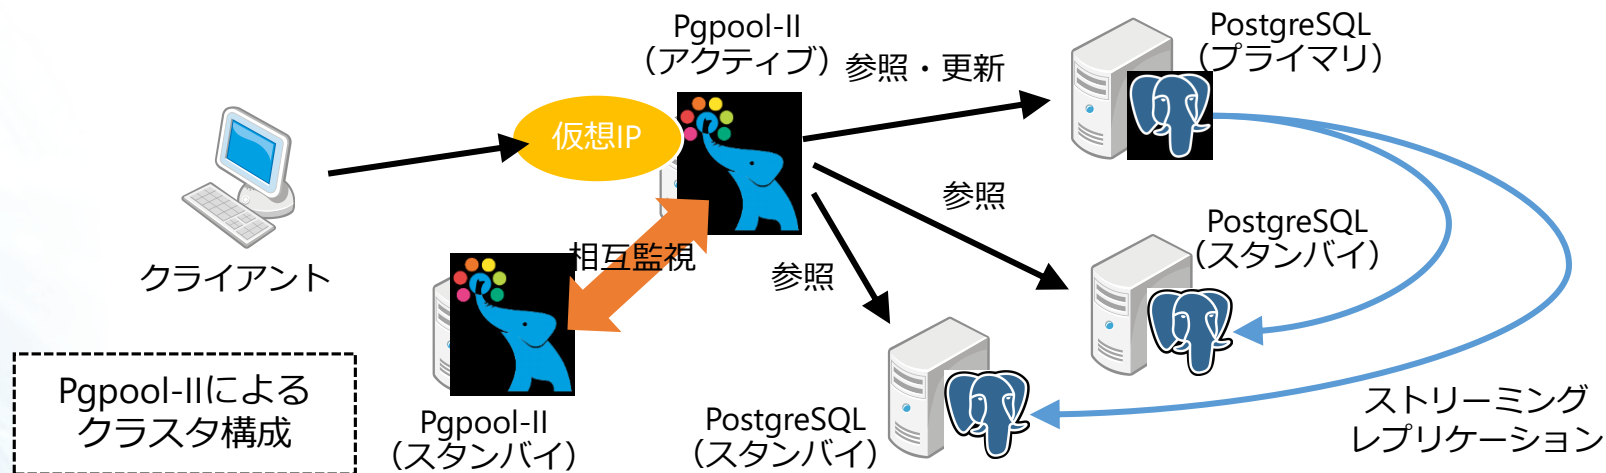 Pgpool-II
（アクティブ）
PostgreSQL
（プライマリ）
参照・更新
仮想IP
参照
PostgreSQL
（スタンバイ）
相互監視
参照
クライアント
Pgpool-IIによる
クラスタ構成
Pgpool-II
（スタンバイ）
PostgreSQL
（スタンバイ）
ストリーミング
レプリケーション